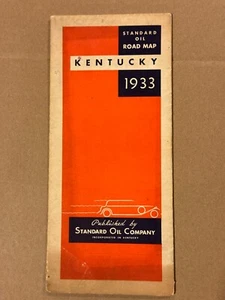 STANDARD
OIL
ROAD MAP
KENTUCKY
1933
Published by
STANDARD OIL COMPANY
INCORPORATED IN KENTUCKY